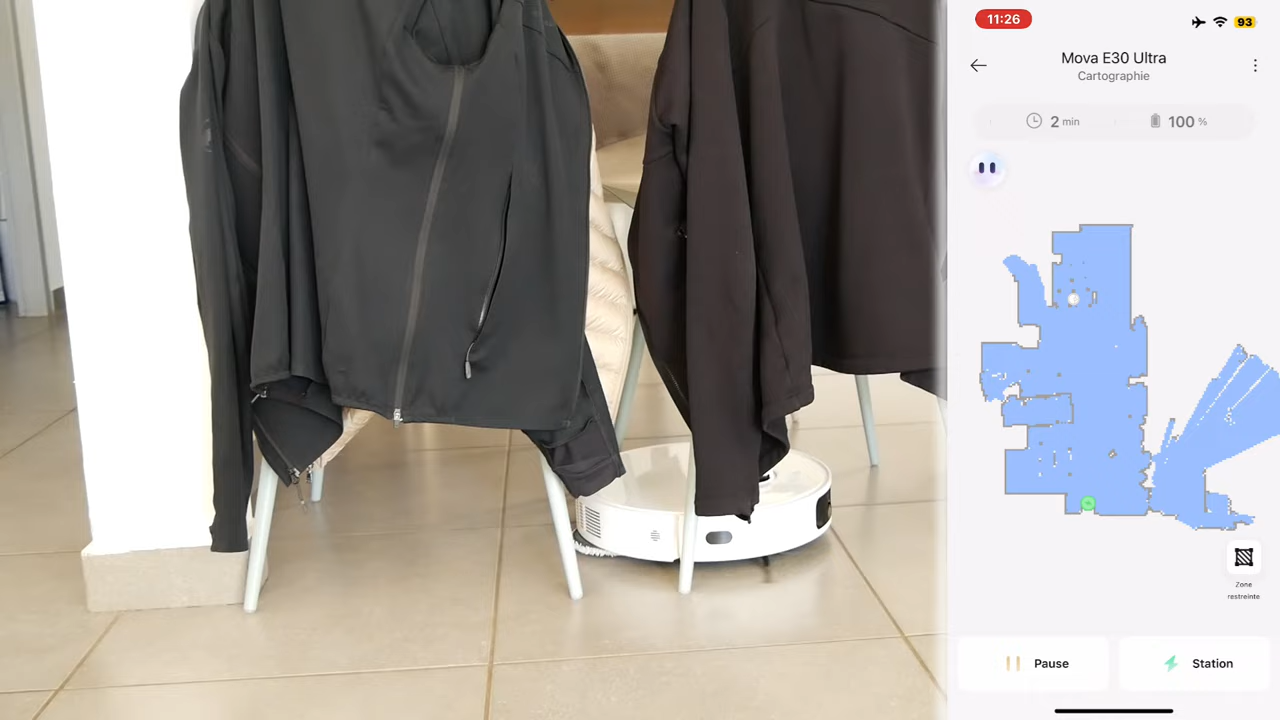 11:26
93
Mova E30 Ultra
Cartographie
2 min
100 %
Zone
restreinte
Pause
Station